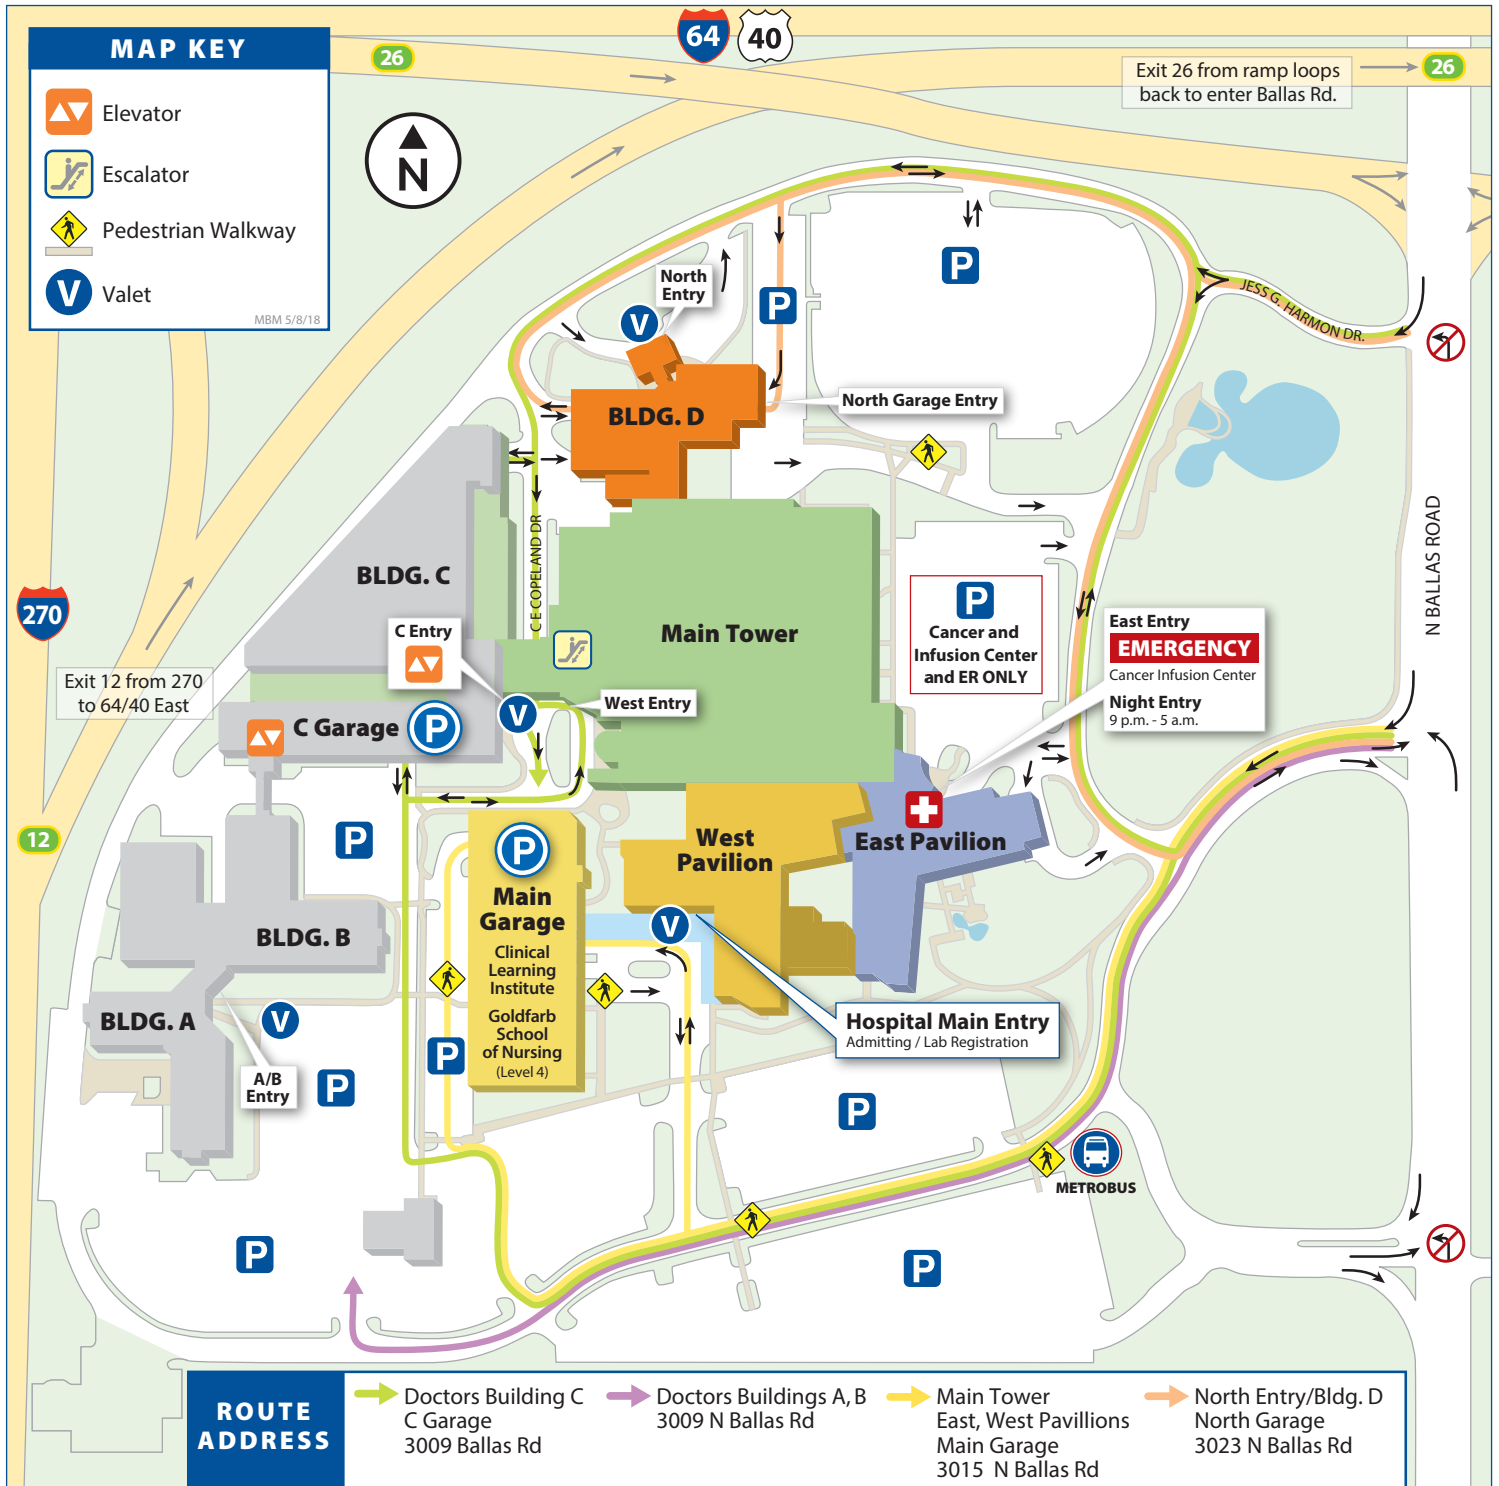 MAP KEY
Elevator
Escalator
Pedestrian Walkway
V
Valet
MBM 5/8/18
N
26
64
40
Exit 26 from ramp loops
back to enter Ballas Rd.
26
JESS G. HARMON DR.
North
Entry
V
P
P
BLDG. D
North Garage Entry
N BALLAS ROAD
C E COPELAND DR
BLDG. C
Main Tower
P
Cancer and
Infusion Center
and ER ONLY
East Entry
EMERGENCY
Cancer Infusion Center
Night Entry
9 p.m. - 5 a.m.
270
Exit 12 from 270
to 64/40 East
C Entry
V
West Entry
C Garage
P
12
P
P
Main
Garage
Clinical
Learning
Institute
Goldfarb
School
of Nursing
(Level 4)
West
Pavilion
East Pavilion
V
BLDG. B
BLDG. A
V
A/B
Entry
P
P
Hospital Main Entry
Admitting / Lab Registration
P
METROBUS
P
P
ROUTE
ADDRESS
Doctors Building C
C Garage
3009 Ballas Rd
Doctors Buildings A, B
3009 N Ballas Rd
Main Tower
East, West Pavillions
Main Garage
3015 N Ballas Rd
North Entry/Bldg. D
North Garage
3023 N Ballas Rd